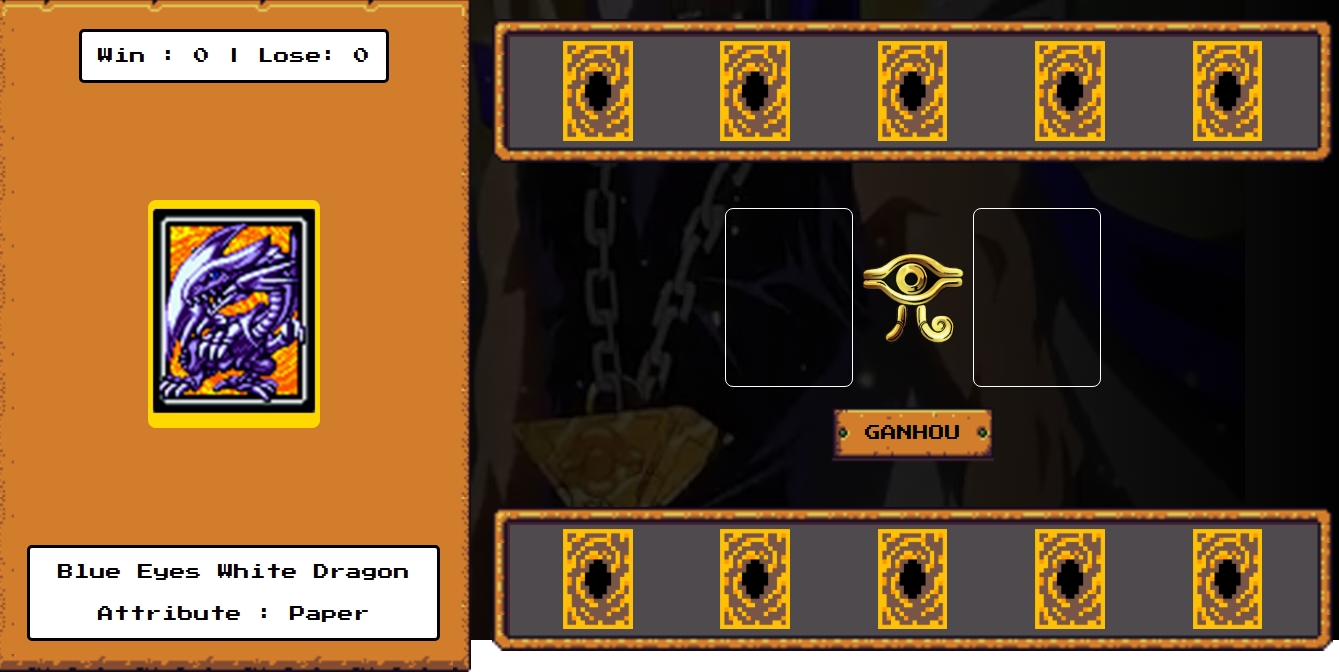 Win : 0 | Lose: 0
GANHOU
Blue Eyes White Dragon
Attribute : Paper